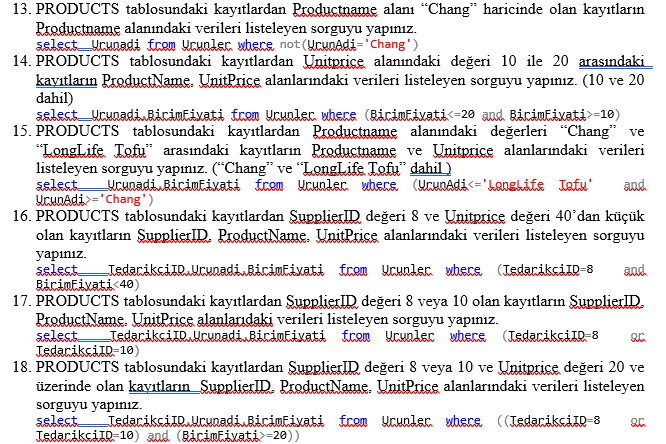 13. PRODUCTS tablosundaki kayıtlardan Productname alanı “Chang” haricinde olan kayıtların
Productname alanındaki verileri listeleyen sorguyu yapınız.
select Urunadi from Urunler where not(UrunAdi='Chang')
14. PRODUCTS tablosundaki kayıtlardan Unitprice alanındaki değeri 10 ile 20 arasındaki
kayıtların ProductName, UnitPrice alanlarındaki verileri listeleyen sorguyu yapınız. (10 ve 20
dahil)
select Urunadi,BirimFiyati from Urunler where (BirimFiyati<=20 and BirimFiyati>=10)
15. PRODUCTS tablosundaki kayıtlardan Productname alanındaki değerleri “Chang” ve
“LongLife Tofu” arasındaki kayıtların Productname ve Unitprice alanlarındaki verileri
listeleyen sorguyu yapınız. (“Chang” ve “LongLife Tofu” dahil )
select Urunadi,BirimFiyati from Urunler where (UrunAdi<='LongLife Tofu' and
UrunAdi>='Chang')
16. PRODUCTS tablosundaki kayıtlardan SupplierID değeri 8 ve Unitprice değeri 40’dan küçük
olan kayıtların SupplierID, ProductName, UnitPrice alanlarındaki verileri listeleyen sorguyu
yapınız.
select TedarikciID,Urunadi,BirimFiyati from Urunler where (TedarikciID=8 and
BirimFiyati<40)
17. PRODUCTS tablosundaki kayıtlardan SupplierID değeri 8 veya 10 olan kayıtların SupplierID,
ProductName, UnitPrice alanlarıdaki verileri listeleyen sorguyu yapınız.
select TedarikciID,Urunadi,BirimFiyati from Urunler where (TedarikciID=8 or
TedarikciID=10)
18. PRODUCTS tablosundaki kayıtlardan SupplierID değeri 8 veya 10 ve Unitprice değeri 20 ve
üzerinde olan kayıtların SupplierID, ProductName, UnitPrice alanlarındaki verileri listeleyen
sorguyu yapınız.
select TedarikciID,Urunadi,BirimFiyati from Urunler where ((TedarikciID=8 or
TedarikciID=10) and (BirimFiyati>=20))